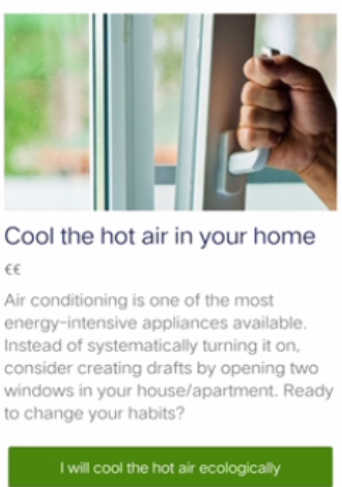 Cool the hot air in your home
€€
Air conditioning is one of the most
energy-intensive appliances available.
Instead of systematically turning it on,
consider creating drafts by opening two
windows in your house/apartment. Ready
to change your habits?
I will cool the hot air ecologically